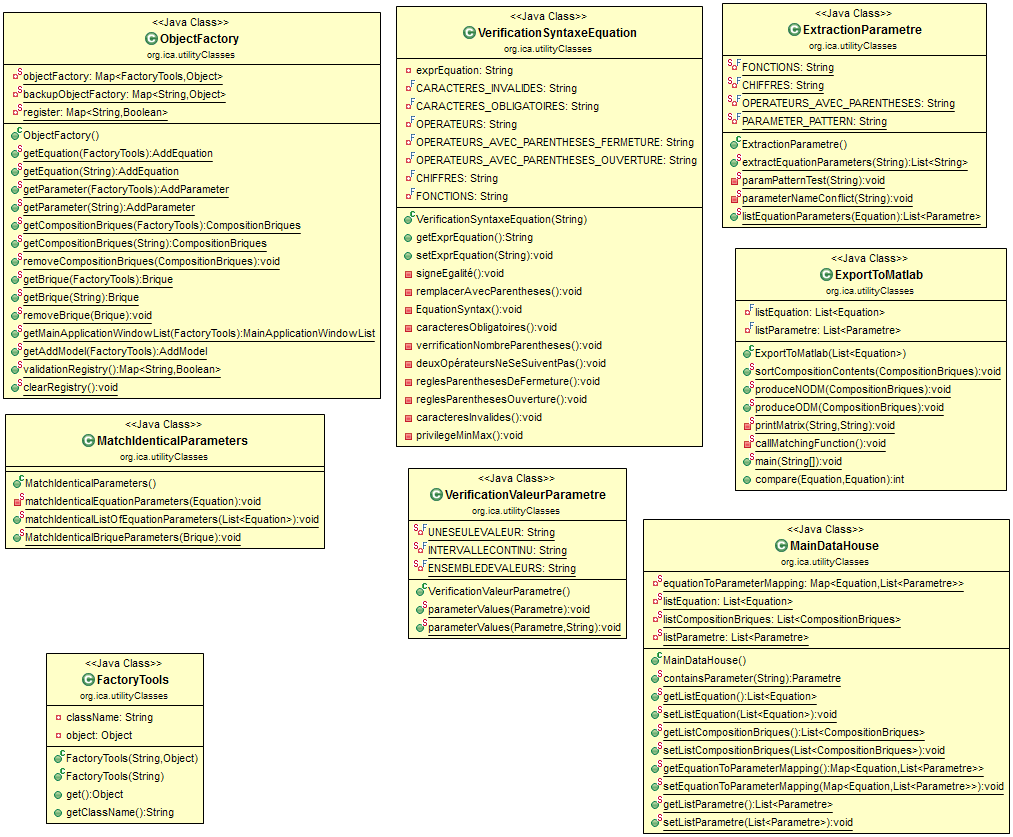 <<Java Class>>
ObjectFactory
org.ica.utilityClasses
objectFactory: Map<FactoryTools,Object>
backupObjectFactory: Map<String,Object>
register: Map<String,Boolean>
ObjectFactory()
getEquation(FactoryTools):AddEquation
getEquation(String):AddEquation
getParameter(FactoryTools):AddParameter
getParameter(String):AddParameter
getCompositionBriques(FactoryTools):CompositionBriques
getCompositionBriques(String):CompositionBriques
removeCompositionBriques(CompositionBriques):void
getBrique(FactoryTools):Brique
getBrique(String):Brique
removeBrique(Brique):void
getMainApplicationWindowList(FactoryTools):MainApplicationWindowList
getAddModel(FactoryTools):AddModel
validationRegistry():Map<String,Boolean>
clearRegistry():void
<<Java Class>>
VerificationSyntaxeEquation
org.ica.utilityClasses
exprEquation: String
CARACTERES_INVALIDES: String
CARACTERES_OBLIGATOIRES: String
OPERATEURS: String
OPERATEURS_AVEC_PARENTHESES_FERMETURE: String
OPERATEURS_AVEC_PARENTHESES_OUVERTURE: String
CHIFFRES: String
FONCTIONS: String
VerificationSyntaxeEquation(String)
getExprEquation():String
setExprEquation(String):void
signeEgalité():void
remplacerAvecParentheses():void
EquationSyntax():void
caracteresObligatoires():void
verrificationNombreParentheses():void
deuxOpérateursNeSeSuiventPas():void
reglesParenthesesDeFermeture():void
reglesParenthesesOuverture():void
caracteresInvalides():void
privilegeMinMax():void
<<Java Class>>
ExtractionParametre
org.ica.utilityClasses
FONCTIONS: String
CHIFFRES: String
OPERATEURS_AVEC_PARENTHESES: String
PARAMETER_PATTERN: String
ExtractionParametre()
extractEquationParameters(String):List<String>
paramPatternTest(String):void
parameterNameConflict(String):void
listEquationParameters(Equation):List<Parametre>
<<Java Class>>
ExportToMatlab
org.ica.utilityClasses
listEquation: List<Equation>
listParametre: List<Parametre>
ExportToMatlab(List<Equation>)
sortCompositionContents(CompositionBriques):void
produceNODM(CompositionBriques):void
produceODM(CompositionBriques):void
printMatrix(String,String):void
callMatchingFunction():void
main(String[]):void
compare(Equation,Equation):int
<<Java Class>>
MatchIdenticalParameters
org.ica.utilityClasses
MatchIdenticalParameters()
matchIdenticalEquationParameters(Equation):void
matchIdenticalListOfEquationParameters(List<Equation>):void
MatchIdenticalBriqueParameters(Brique):void
<<Java Class>>
VerificationValeurParametre
org.ica.utilityClasses
UNESEULEVALEUR: String
INTERVALLECONTINU: String
ENSEMBLEDEVALEURS: String
VerificationValeurParametre()
parameterValues(Parametre):void
parameterValues(Parametre,String):void
<<Java Class>>
MainDataHouse
org.ica.utilityClasses
equationToParameterMapping: Map<Equation,List<Parametre>>
listEquation: List<Equation>
listCompositionBriques: List<CompositionBriques>
listParametre: List<Parametre>
MainDataHouse()
containsParameter(String):Parametre
getListEquation():List<Equation>
setListEquation(List<Equation>):void
getListCompositionBriques():List<CompositionBriques>
setListCompositionBriques(List<CompositionBriques>):void
getEquationToParameterMapping():Map<Equation,List<Parametre>>
setEquationToParameterMapping(Map<Equation,List<Parametre>>):void
getListParametre():List<Parametre>
setListParametre(List<Parametre>):void
<<Java Class>>
FactoryTools
org.ica.utilityClasses
className: String
object: Object
FactoryTools(String,Object)
FactoryTools(String)
get():Object
getClassName():String